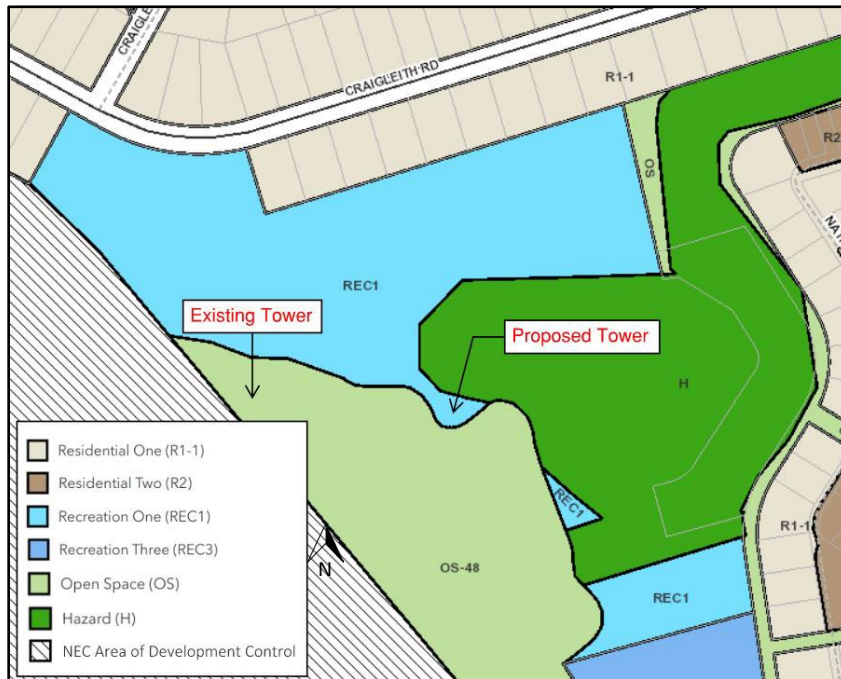 CRAIGLE
CRAIGLEITH RD
R1-1
R2
OS
NAT
REC1
Existing Tower
Proposed Tower
H
REC1
R1-1
OS-48
REC1
Residential One (R1-1)
Residential Two (R2)
Recreation One (REC1)
Recreation Three (REC3)
Open Space (OS)
Hazard (H)
NEC Area of Development Control
N